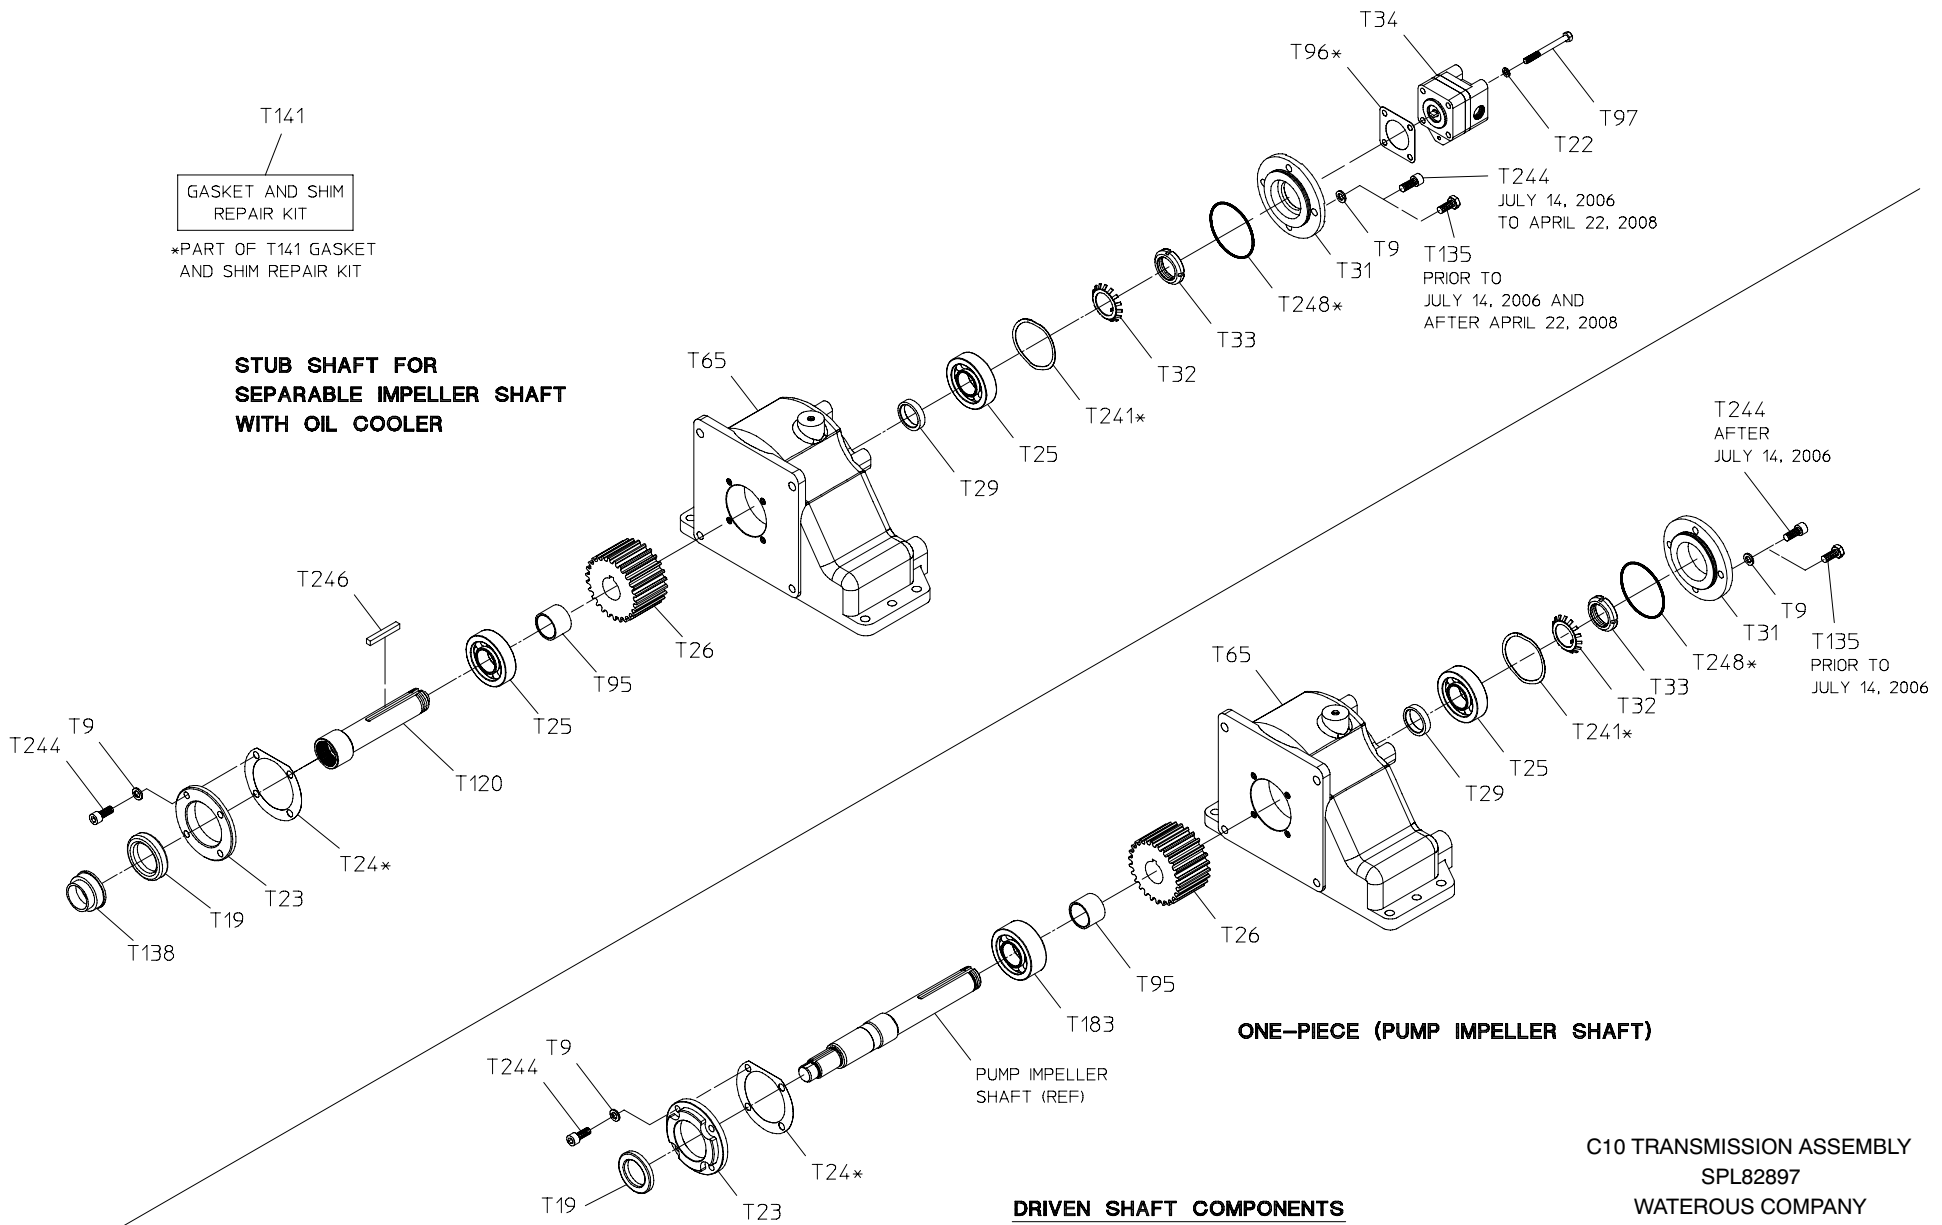 T141
GASKET AND SHIM
REPAIR KIT
*PART OF T141 GASKET
AND SHIM REPAIR KIT
STUB SHAFT FOR
SEPARABLE IMPELLER SHAFT
WITH OIL COOLER
T34
T96*
T97
T22
T244
JULY 14, 2006
TO APRIL 22, 2008
T9
T135
PRIOR TO
JULY 14, 2006 AND
AFTER APRIL 22, 2008
T31
T248*
T33
T32
T241*
T65
T25
T29
T26
T246
T95
T25
T120
T9
T244
T24*
T23
T19
T138
T244
AFTER
JULY 14, 2006
T9
T31
T135
PRIOR TO
JULY 14, 2006
T248*
T33
T32
T241*
T65
T25
T29
T26
T95
T183
ONE-PIECE (PUMP IMPELLER SHAFT)
PUMP IMPELLER
SHAFT (REF)
T9
T244
T24*
T19
T23
DRIVEN SHAFT COMPONENTS
C10 TRANSMISSION ASSEMBLY
SPL82897
WATEROUS COMPANY